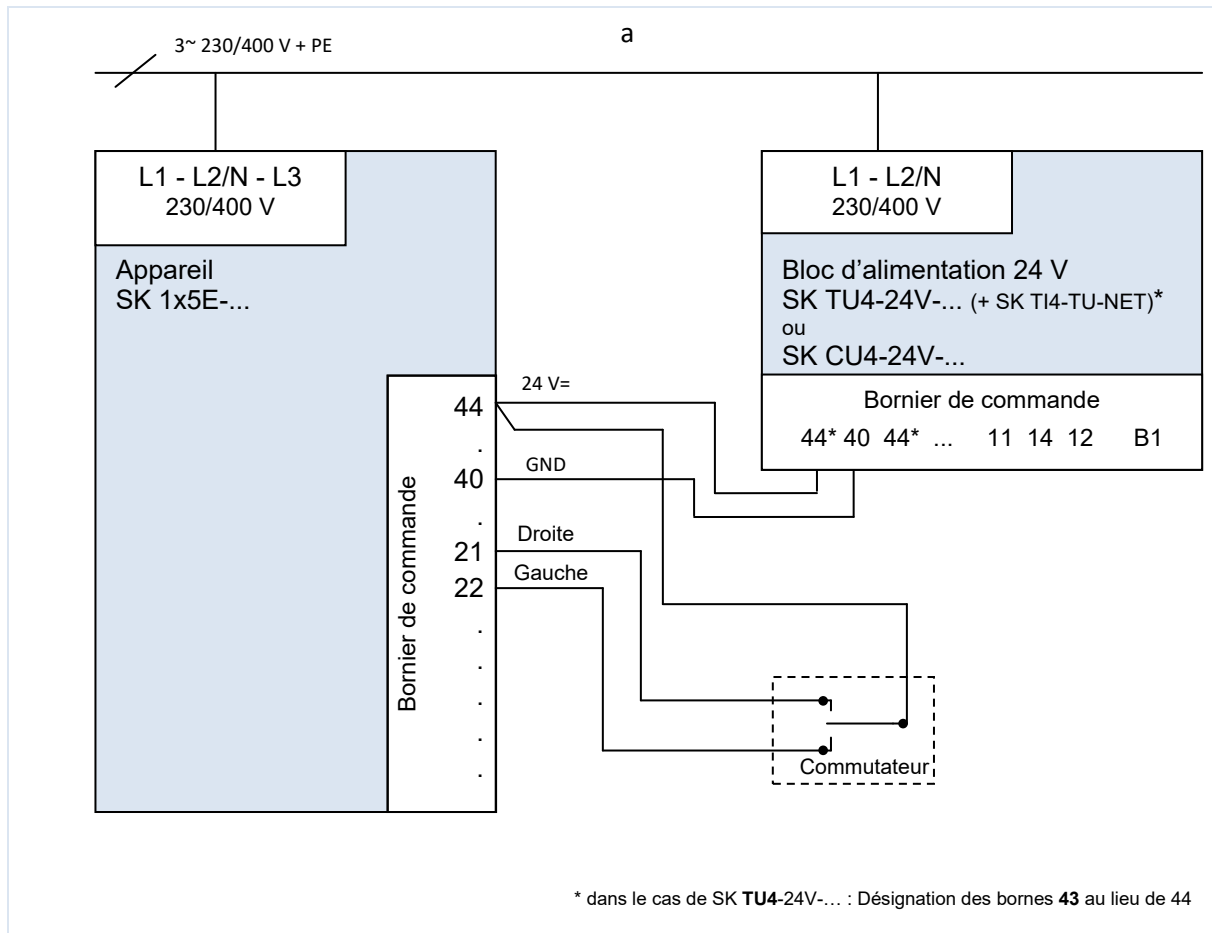 3~ 230/400 V + PE
a
L1 - L2/N - L3
230/400 V
Appareil
SK 1x5E-...
Bornier de commande
44
.
40
.
21
22
.
.
.
.
.
24 V=
GND
Droite
Gauche
L1 - L2/N
230/400 V
Bloc d’alimentation 24 V
SK TU4-24V-... (+ SK TI4-TU-NET)*
ou
SK CU4-24V-...
Bornier de commande
44* 40 44* ... 11 14 12 B1
Commutateur
* dans le cas de SK TU4-24V-… : Désignation des bornes 43 au lieu de 44